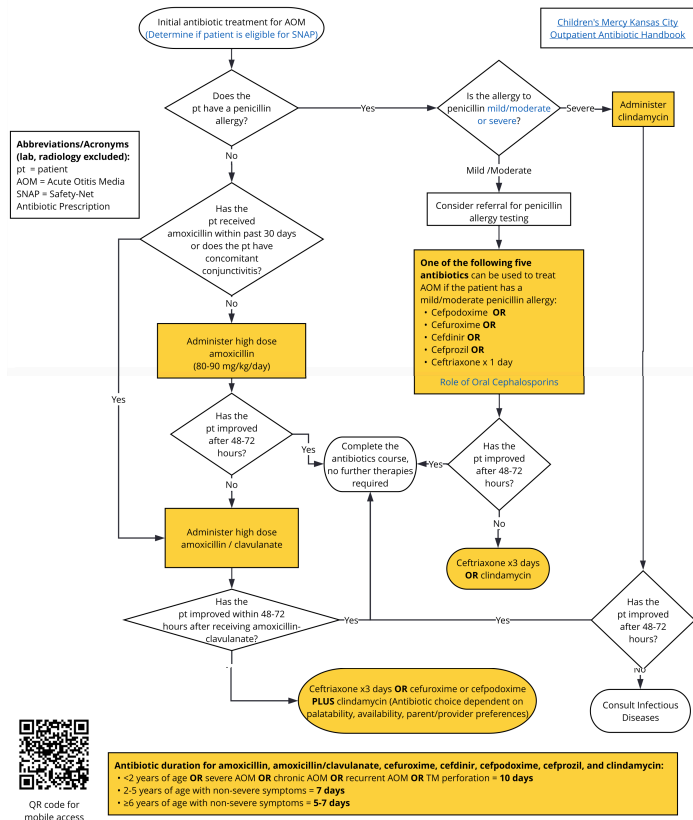 Initial antibiotic treatment for AOM
(Determine if patient is eligible for SNAP)
Children's Mercy Kansas City
Outpatient Antibiotic Handbook
Does the
pt have a penicillin
allergy?
Yes
Is the allergy to
penicillin mild/moderate
or severe?
Severe
Administer
clindamycin
Abbreviations/Acronyms
(lab, radiology excluded):
pt = patient
AOM = Acute Otitis Media
SNAP = Safety-Net
Antibiotic Prescription
No
Mild /Moderate
Has the
pt received
amoxicillin within past 30 days
or does the pt have
concomitant
conjunctivitis?
Consider referral for penicillin
allergy testing
One of the following five
antibiotics can be used to treat
AOM if the patient has a
mild/moderate penicillin allergy:
• Cefpodoxime OR
• Cefuroxime OR
• Cefdinir OR
• Cefprozil OR
• Ceftriaxone x 1 day
Role of Oral Cephalosporins
No
Administer high dose
amoxicillin
(80-90 mg/kg/day)
Yes
Has the
pt improved
after 48-72
hours?
Yes
Complete the
antibiotics course,
no further therapies
required
Yes
Has the
pt improved
after 48-72
hours?
No
No
Administer high dose
amoxicillin / clavulanate
Ceftriaxone x3 days
OR clindamycin
Has the
pt improved within 48-72
hours after receiving amoxicillin-
clavulanate?
Yes
Yes
Has the
pt improved
after 48-72
hours?
No
Ceftriaxone x3 days OR cefuroxime or cefpodoxime
PLUS clindamycin (Antibiotic choice dependent on
palatability, availability, parent/provider preferences)
Consult Infectious
Diseases
QR code for
mobile access
Antibiotic duration for amoxicillin, amoxicillin/clavulanate, cefuroxime, cefdinir, cefpodoxime, cefprozil, and clindamycin:
• <2 years of age OR severe AOM OR chronic AOM OR recurrent AOM OR TM perforation = 10 days
• 2-5 years of age with non-severe symptoms = 7 days
• ≥6 years of age with non-severe symptoms = 5-7 days